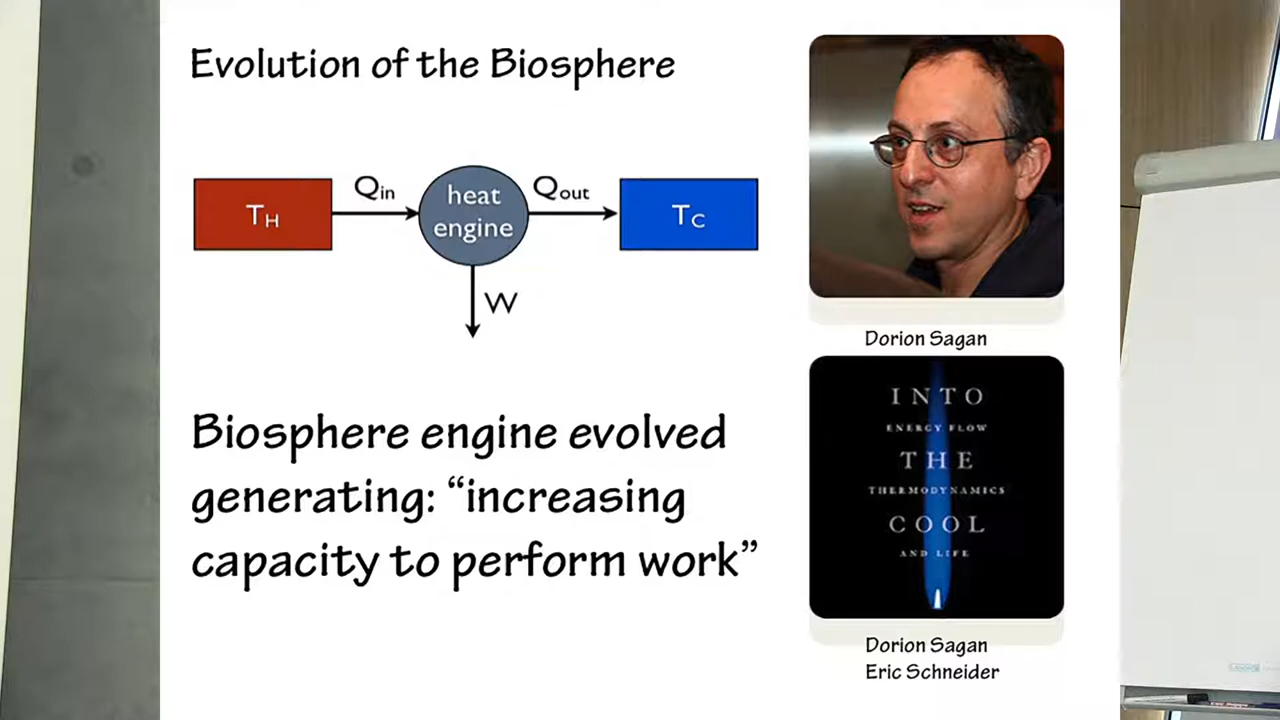 Evolution of the Biosphere
TH
Qin
heat
engine
Qout
TC
W
Biosphere engine evolved
generating: “increasing
capacity to perform work”
Dorion Sagan
INTO
ENERGY FLOW
THE
THERMODYNAMICS
COOL
AND LIFE
Dorion Sagan
Eric Schneider